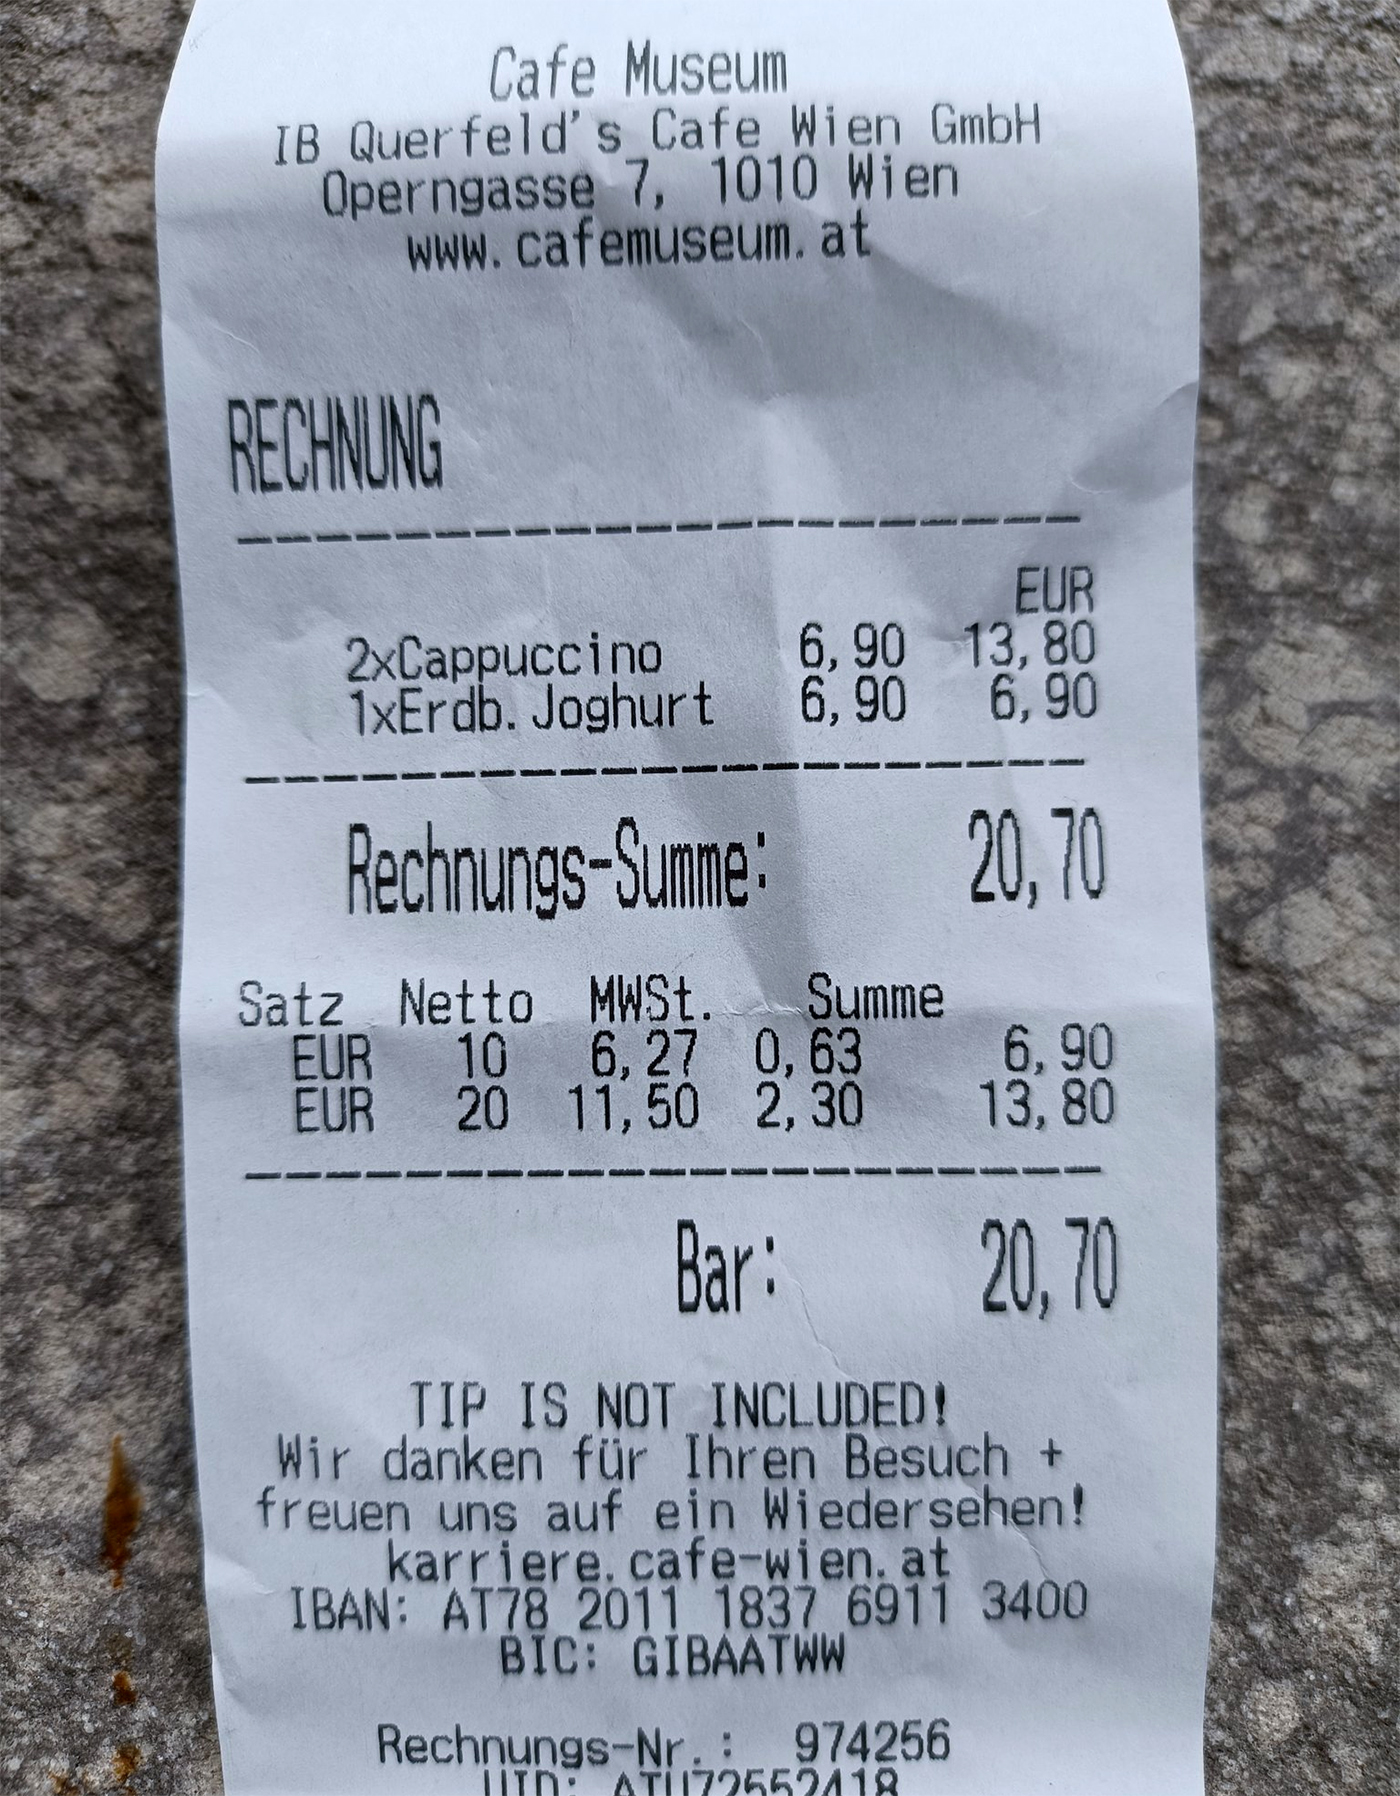 Cafe Museum
IB Querfeld's Cafe Wien GmbH
Operngasse 7, 1010 Wien
www.cafemuseum.at
RECHNUNG
EUR
2xCappuccino 6,90 13,80
1xErdb.Joghurt 6,90 6,90
Rechnungs-Summe: 20,70
Satz Netto MWSt. Summe
EUR 10 6,27 0,63 6,90
EUR 20 11,50 2,30 13,80
Bar: 20,70
TIP IS NOT INCLUDED!
Wir danken für Ihren Besuch +
freuen uns auf ein Wiedersehen!
karriere.cafe-wien.at
IBAN: AT78 2011 1837 6911 3400
BIC: GIBAATWW
Rechnungs-Nr.: 974256
UID: ATU72552418